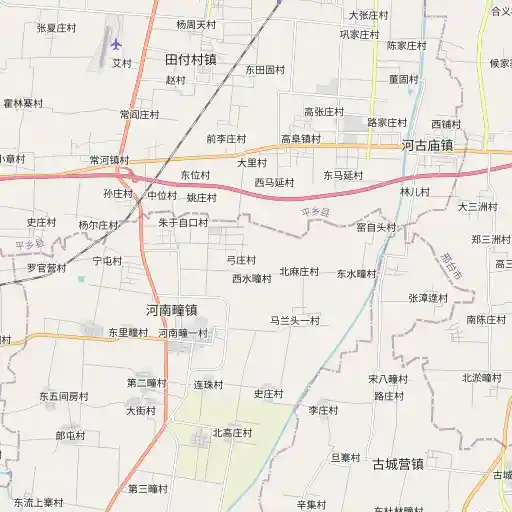 大张庄村
合义
张夏庄村
杨周天村
巩家庄村
陈家庄村
田付村镇
艾村
候家寨
东田固村
赵村
董固村
霍林寨村
高张庄村
常阎庄村
路家庄村
西铺村
前李庄村
高阜镇村
河古庙镇
小章村
常河镇村
大里村
东位村
西马延村
东马延村
孙庄村
中位村
姚庄村
林儿村
大三洲村
平乡县
史庄村
杨尔庄村
朱于自口村
窑自头村
平乡县
郑三洲村
罗官营村
宁屯村
弓庄村
邢台市
高三
西水疃村
北麻庄村
东水疃村
张漳逯村
河南疃镇
马兰头一村
南陈庄村
东里疃村
河南疃一村
村
第二疃村
连珠村
宋八疃村
北淤疃村
东五间房村
史庄村
路庄村
大街村
李庄村
郎屯村
北高庄村
旦寨村
古城营镇
古城
第三疃村
东流上寨村
辛集村
东杜林疃村